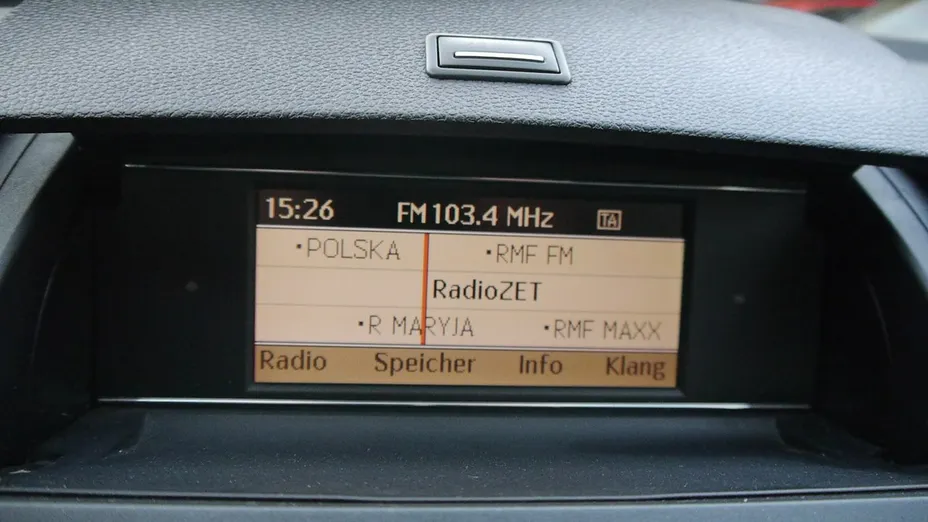 15:26 FM 103.4 MHz TA
•POLSKA •RMF FM
RadioZET
•R MARYJA •RMF MAXX
Radio Speicher Info Klang